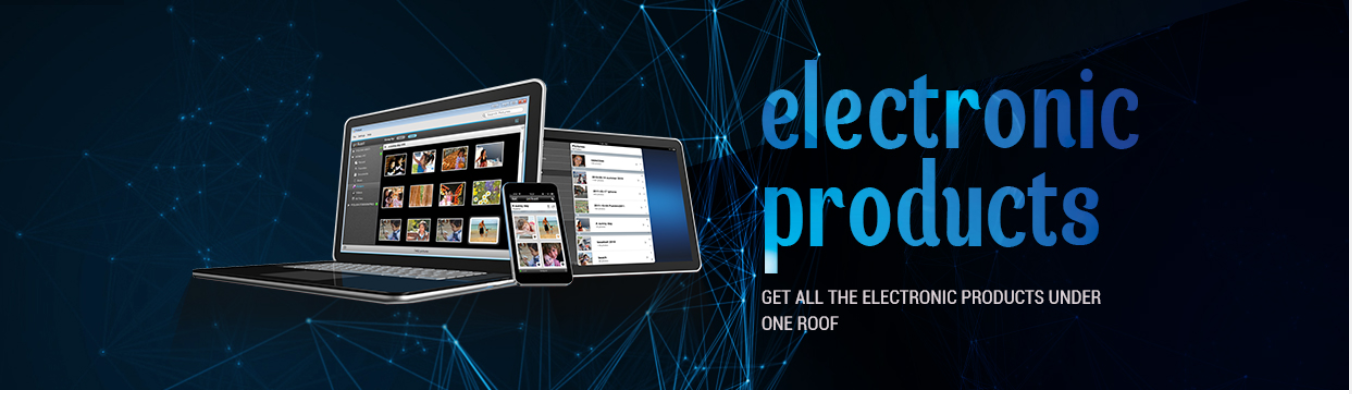 electronic
products
GET ALL THE ELECTRONIC PRODUCTS UNDER
ONE ROOF